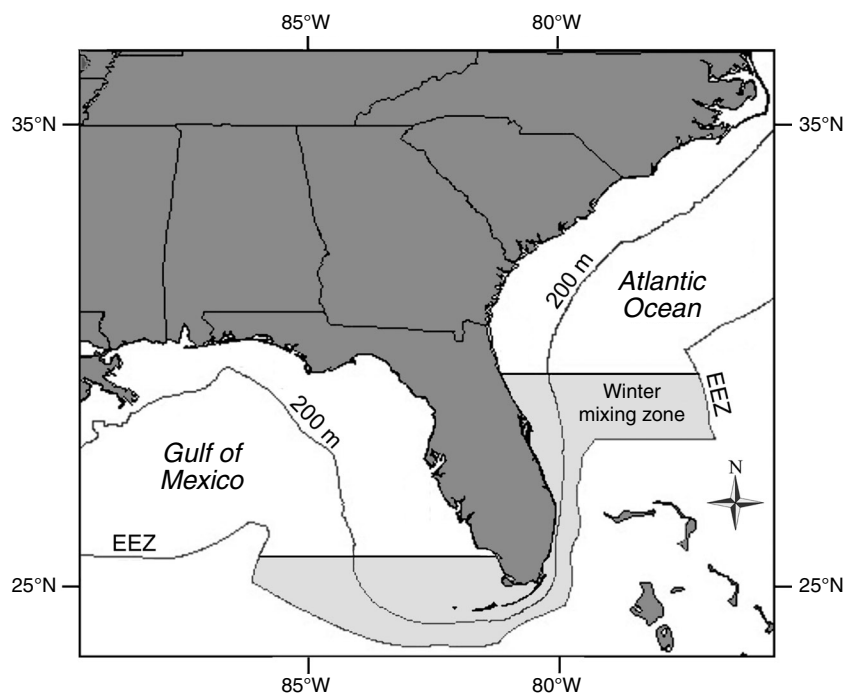 85°W
80°W
35°N
35°N
200 m
Atlantic
Ocean
Winter
mixing zone
EEZ
200 m
Gulf of
Mexico
N
EEZ
25°N
25°N
85°W
80°W